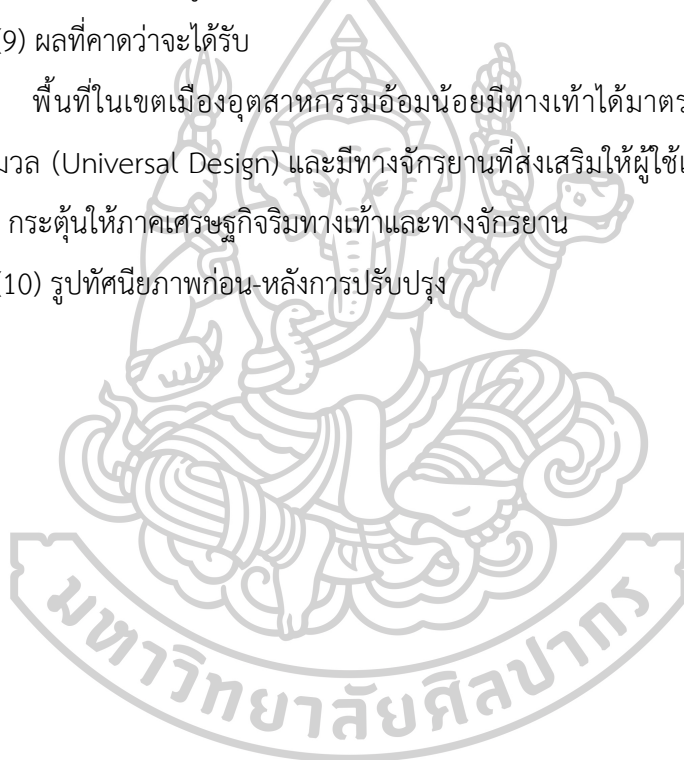 (9) ผลที่คาดว่าจะได้รับ
พื้นที่ในเขตเมืองอุตสาหกรรมอ้อมน้อยมีทางเท้าได้มาตร
มวล (Universal Design) และมีทางจักรยานที่ส่งเสริมให้ผู้ใช้เ
กระตุ้นให้ภาคเศรษฐกิจริมทางเท้าและทางจักรยาน
(10) รูปทัศนียภาพก่อน-หลังการปรับปรุง
มหาวิทยาลัยศิลปากร